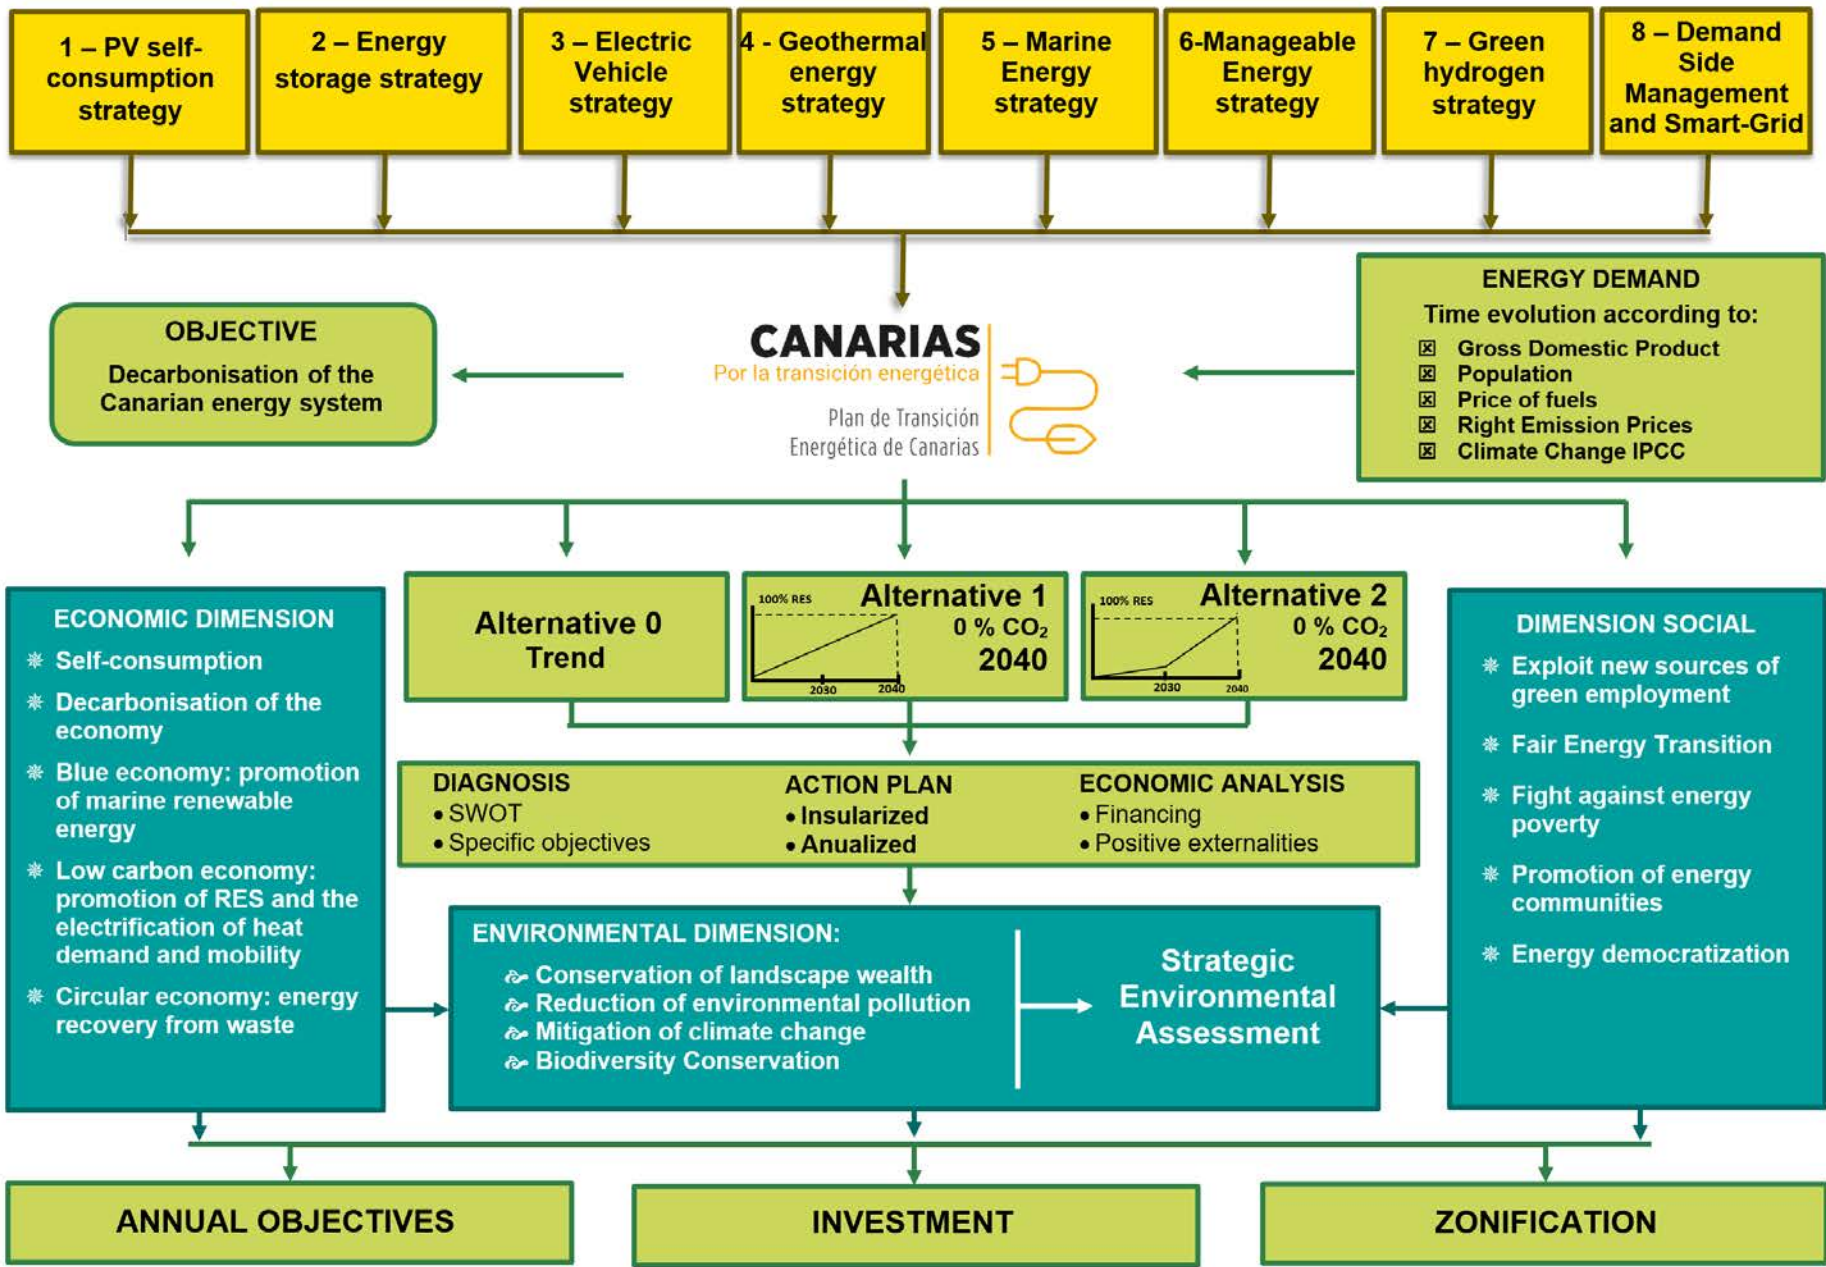 1 – PV self-
consumption
strategy
2 – Energy
storage strategy
3 – Electric
Vehicle
strategy
4 - Geothermal
energy
strategy
5 – Marine
Energy
strategy
6-Manageable
Energy
strategy
7 – Green
hydrogen
strategy
8 – Demand
Side
Management
and Smart-Grid
OBJECTIVE
Decarbonisation of the
Canarian energy system
CANARIAS
Por la transición energética
Plan de Transición
Energética de Canarias
ENERGY DEMAND
Time evolution according to:
Gross Domestic Product
Population
Price of fuels
Right Emission Prices
Climate Change IPCC
ECONOMIC DIMENSION
Self-consumption
Decarbonisation of the
economy
Blue economy: promotion
of marine renewable
energy
Low carbon economy:
promotion of RES and the
electrification of heat
demand and mobility
Circular economy: energy
recovery from waste
Alternative 0
Trend
100% RES
Alternative 1
0 % CO₂
2040
2030
2040
100% RES
Alternative 2
0 % CO₂
2040
2030
2040
DIMENSION SOCIAL
Exploit new sources of
green employment
Fair Energy Transition
Fight against energy
poverty
Promotion of energy
communities
Energy democratization
DIAGNOSIS
• SWOT
• Specific objectives
ACTION PLAN
• Insularized
• Anualized
ECONOMIC ANALYSIS
• Financing
• Positive externalities
ENVIRONMENTAL DIMENSION:
Conservation of landscape wealth
Reduction of environmental pollution
Mitigation of climate change
Biodiversity Conservation
Strategic
Environmental
Assessment
ANNUAL OBJECTIVES
INVESTMENT
ZONIFICATION